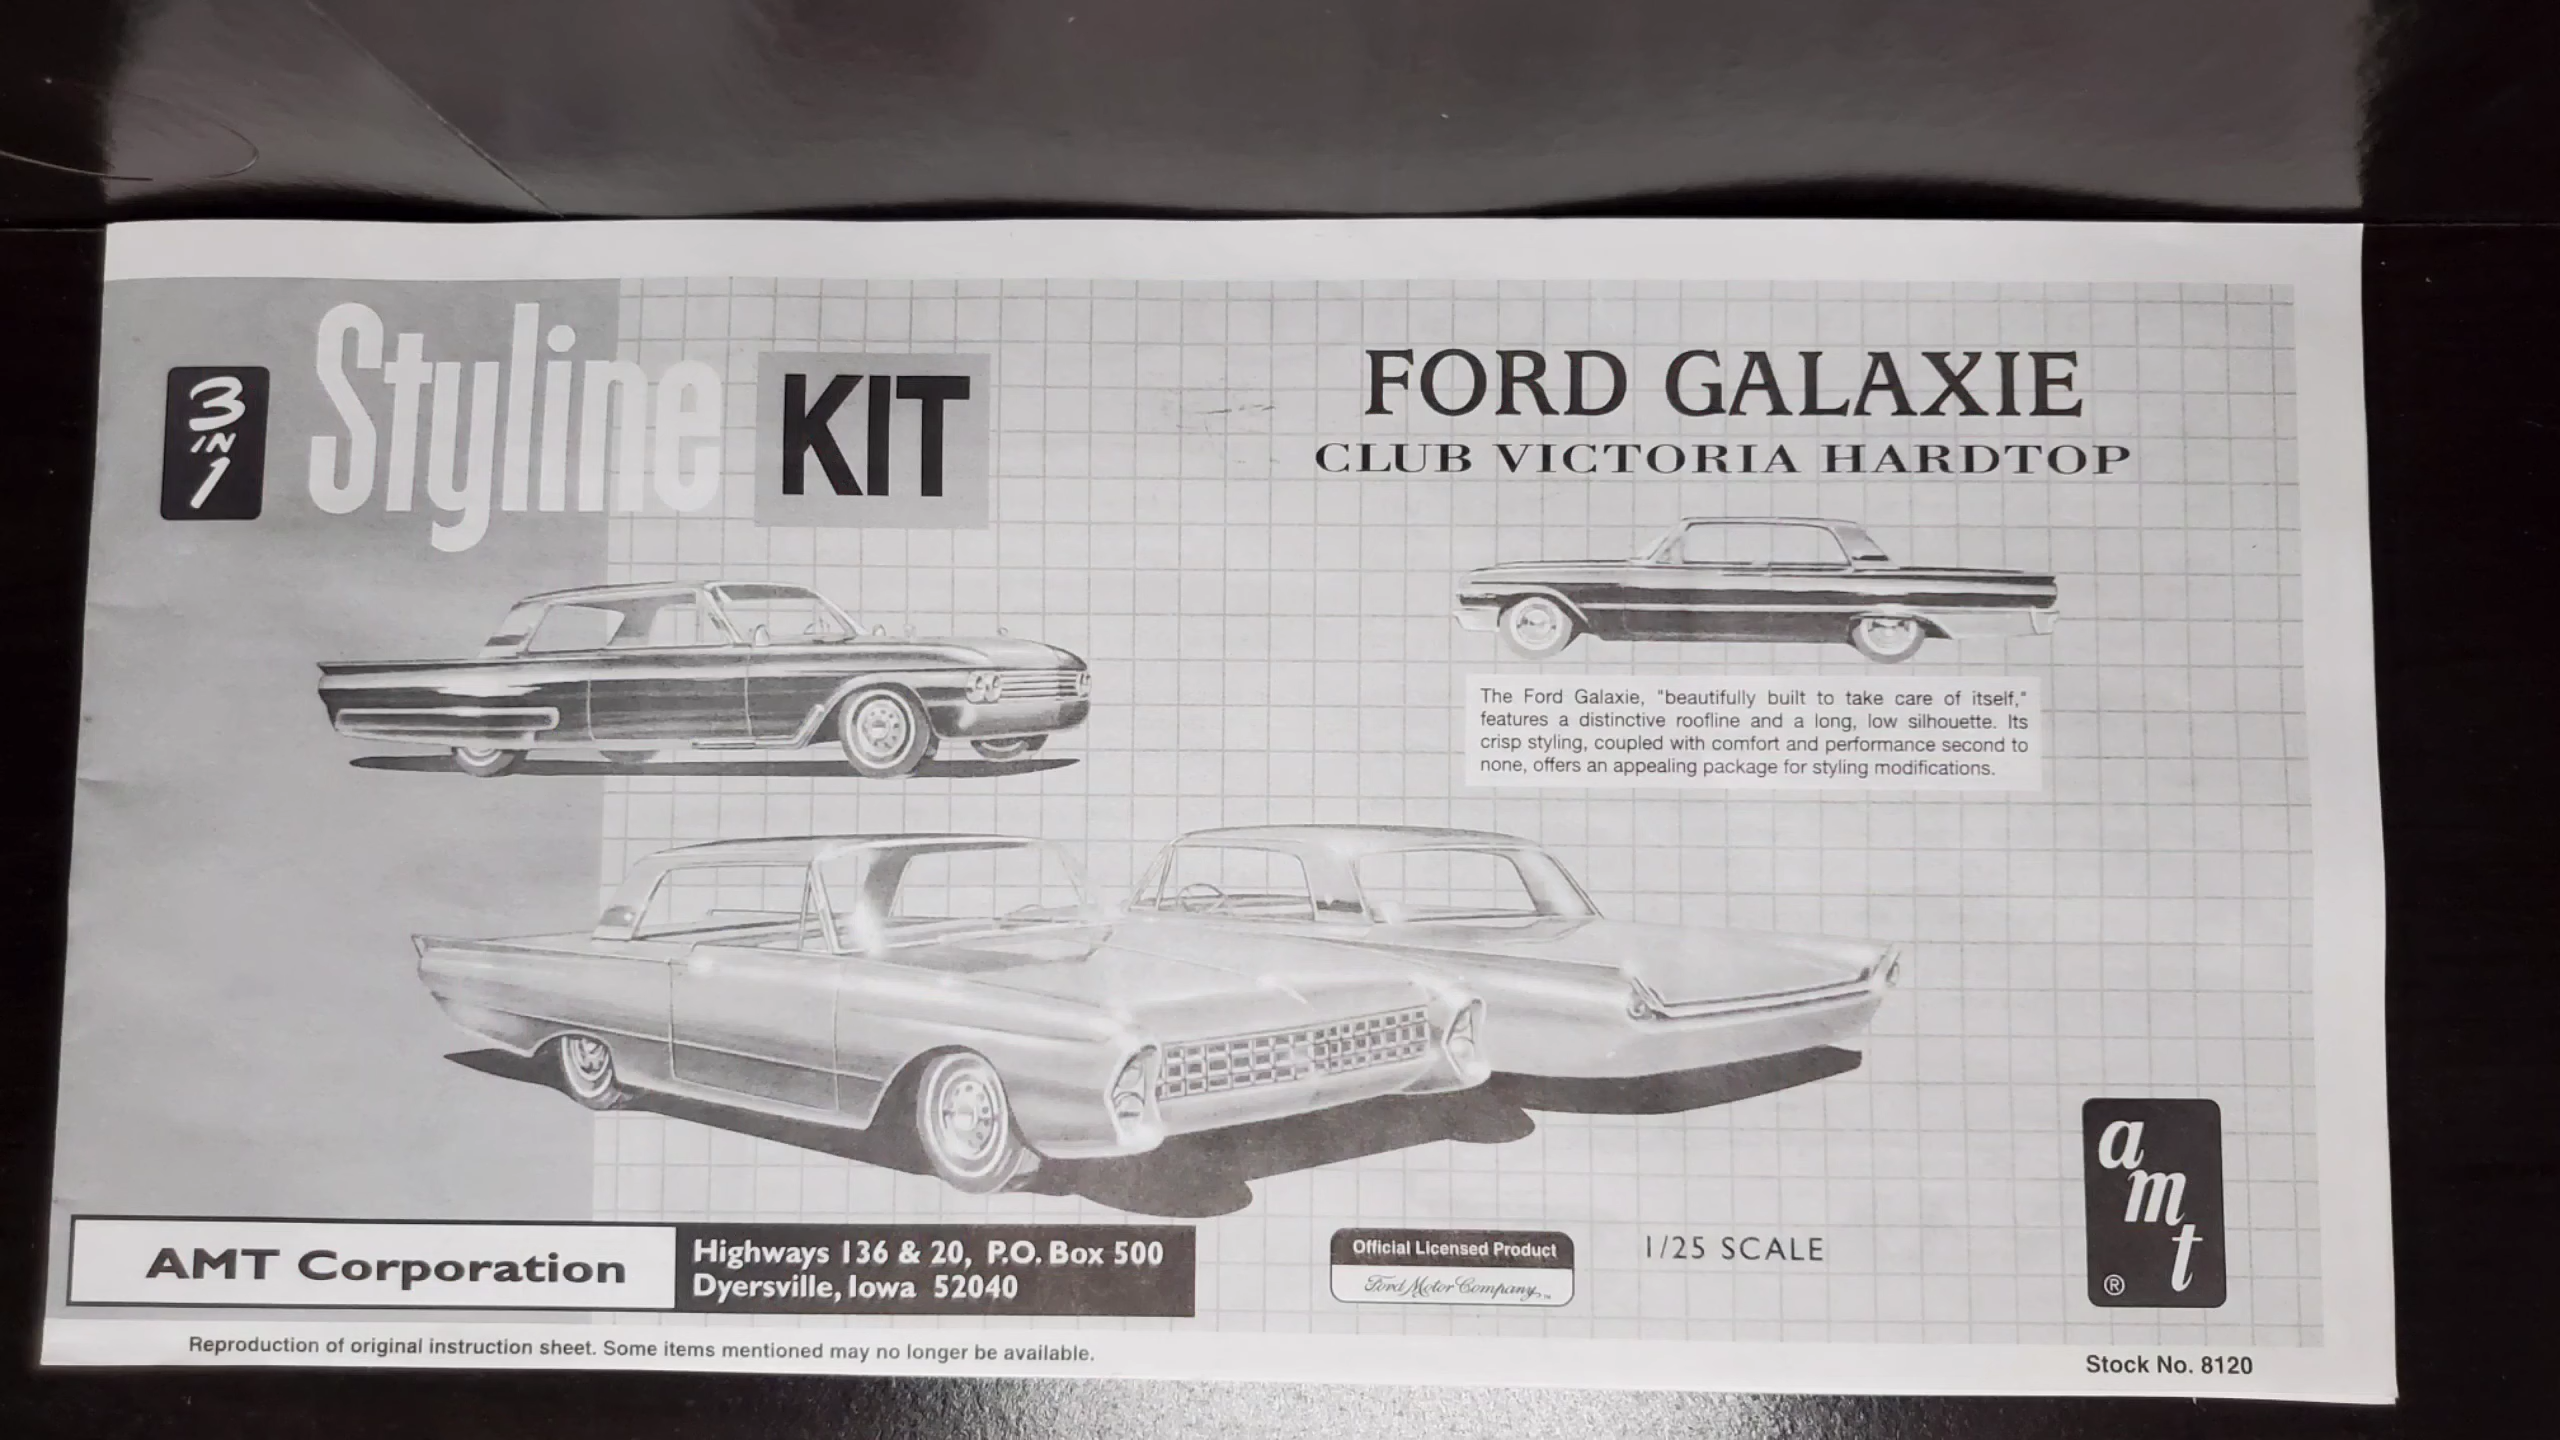 3 IN 1
Styline KIT
FORD GALAXIE
CLUB VICTORIA HARDTOP
The Ford Galaxie, "beautifully built to take care of itself,"
features a distinctive roofline and a long, low silhouette. Its
crisp styling, coupled with comfort and performance second to
none, offers an appealing package for styling modifications.
AMT Corporation
Highways 136 & 20, P.O. Box 500
Dyersville, Iowa 52040
Official Licensed Product
Ford Motor Company™
1/25 SCALE
amt
®
Reproduction of original instruction sheet. Some items mentioned may no longer be available.
Stock No. 8120